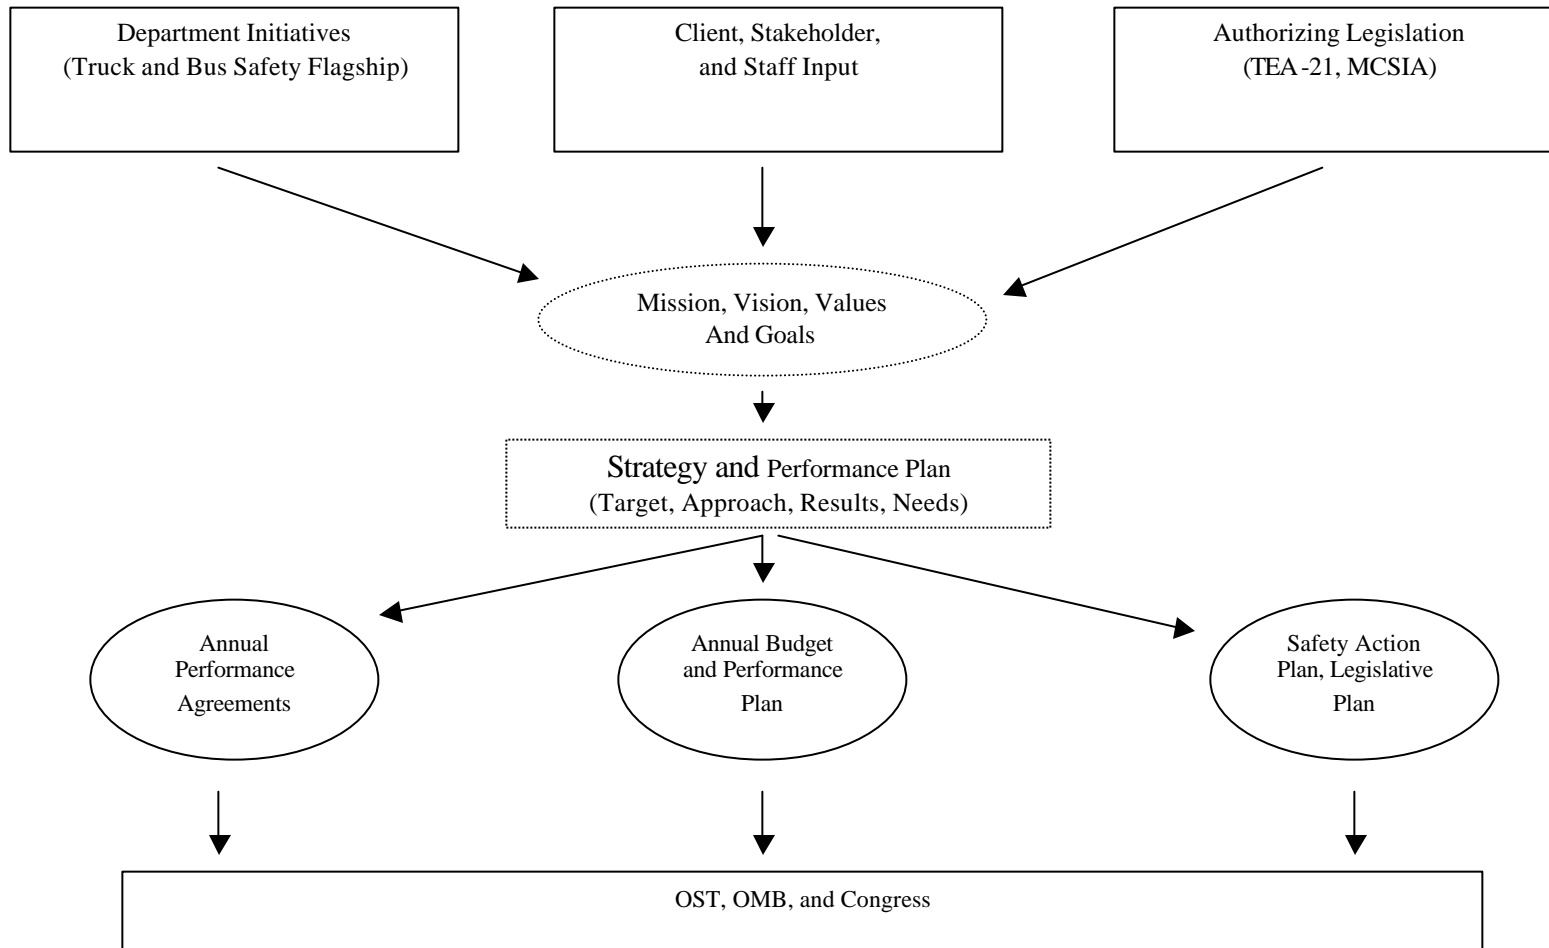 Department Initiatives
(Truck and Bus Safety Flagship)
Client, Stakeholder,
and Staff Input
Authorizing Legislation
(TEA-21, MCSIA)
Mission, Vision, Values
And Goals
Strategy and Performance Plan
(Target, Approach, Results, Needs)
Annual
Performance
Agreements
Annual Budget
and Performance
Plan
Safety Action
Plan, Legislative
Plan
OST, OMB, and Congress